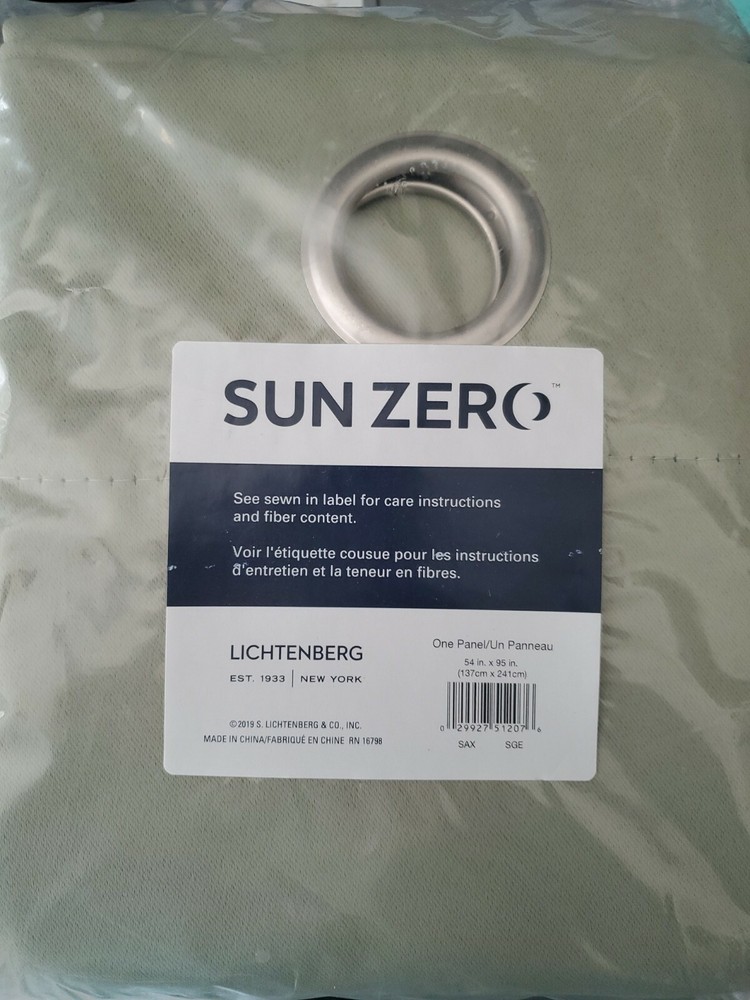 SUN ZERO™
See sewn in label for care instructions
and fiber content.
Voir l'étiquette cousue pour les instructions
d'entretien et la teneur en fibres.
LICHTENBERG
EST. 1933 | NEW YORK
©2019 S. LICHTENBERG & CO., INC.
MADE IN CHINA/FABRIQUÉ EN CHINE RN 16798
One Panel/Un Panneau
54 in. x 95 in.
(137cm x 241cm)
0 29927 51207 6
SAX SGE